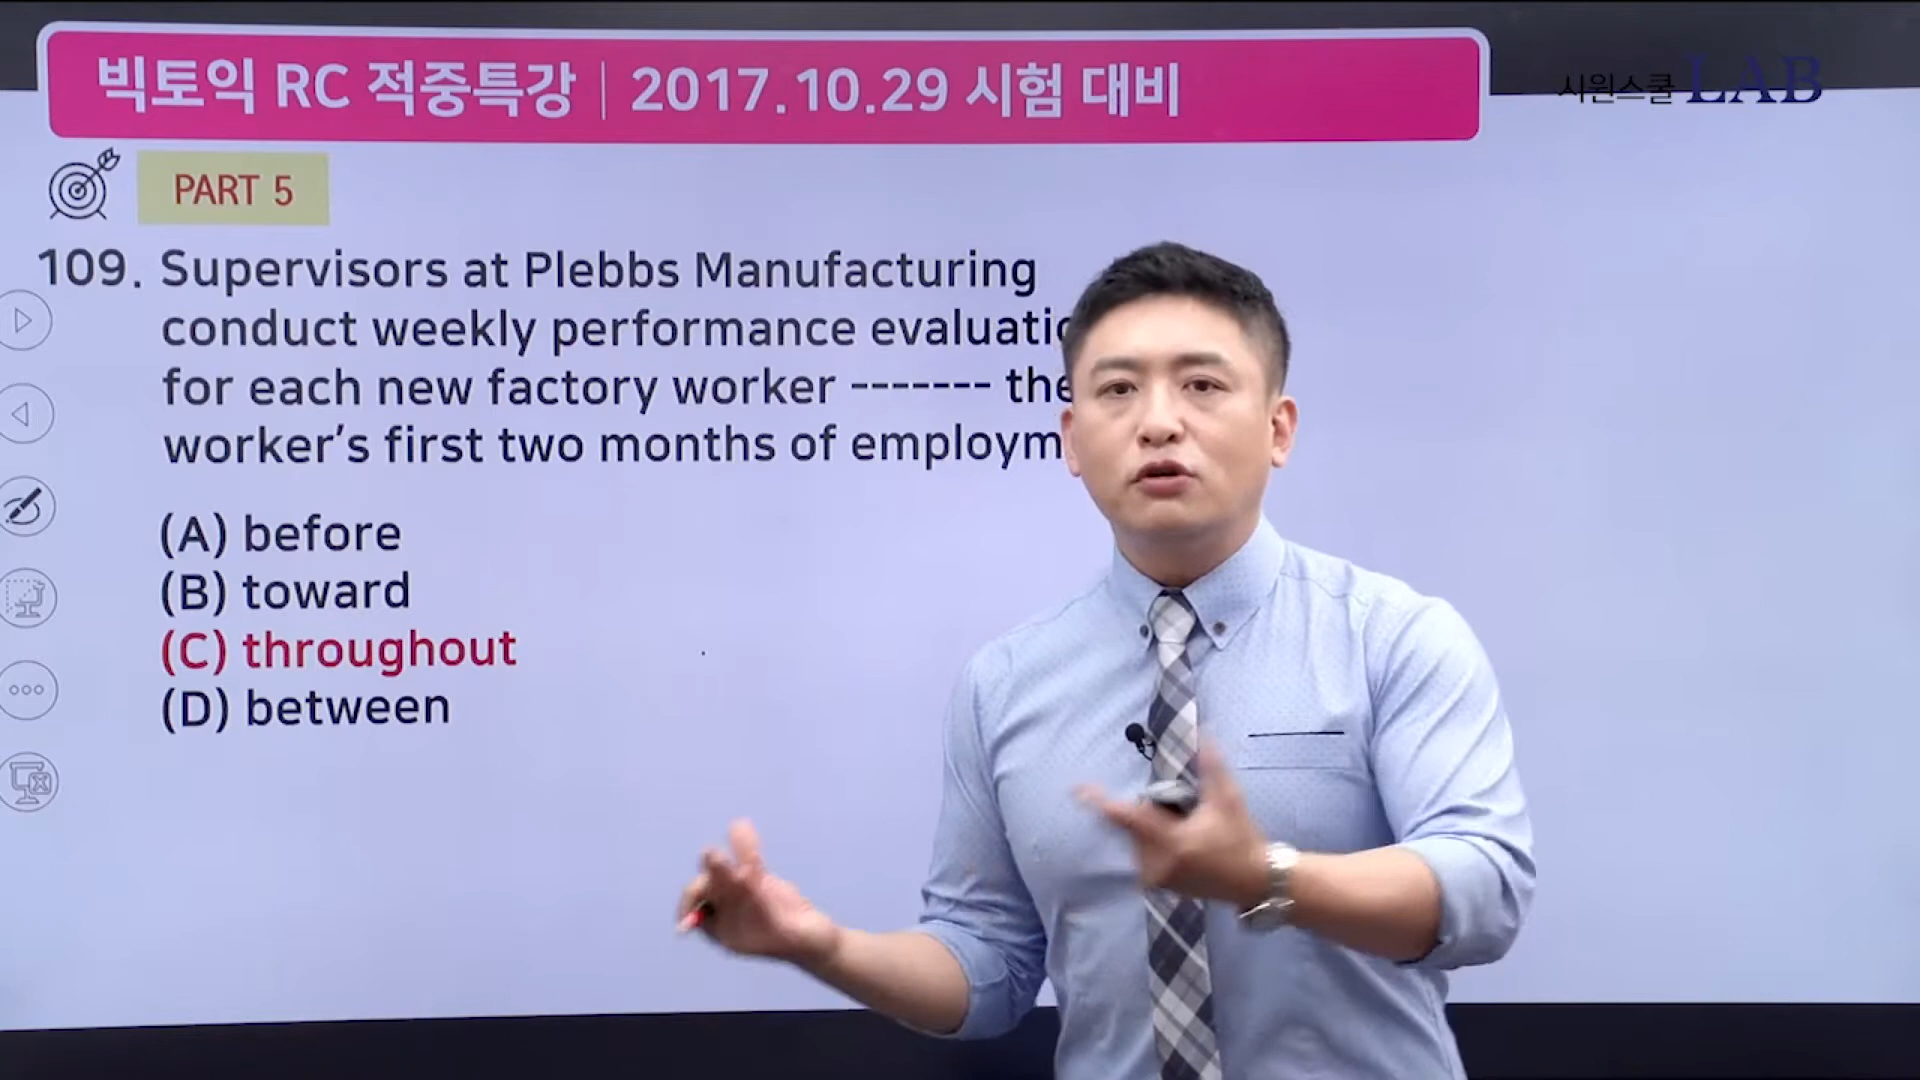 빅토익 RC 적중특강 | 2017.10.29 시험 대비
시원스쿨 LAB
PART 5
109. Supervisors at Plebbs Manufacturing
conduct weekly performance
for each new factory worker ------- the
worker's first two months of
(A) before
(B) toward
(C) throughout
(D) between